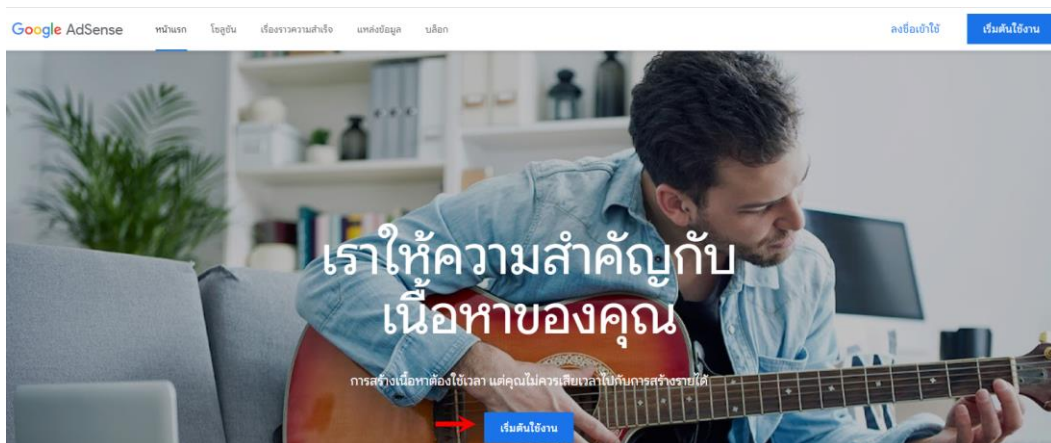 Google AdSense หน้าแรก โซลูชัน เรื่องราวความสำเร็จ แหล่งข้อมูล บล็อก ลงชื่อเข้าใช้ เริ่มต้นใช้งาน
เราให้ความสำคัญกับ
เนื้อหาของคุณ
การสร้างเนื้อหาต้องใช้เวลา แต่คุณไม่ควรเสียเวลาไปกับการสร้างรายได้
เริ่มต้นใช้งาน